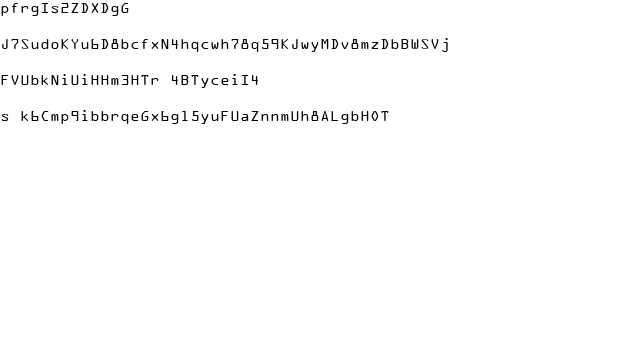 pfrgIs2ZDXDgG
J7SudoKYu6D8bcfxN4hqcwh78q59KJwyMDv8mzDbBWSVj
FVUbkNiUiHHm3HTr 4BTyceiI4
s k6Cmp9ibbrqeGx6gl5yuFUaZnnmUh8ALgbH0T